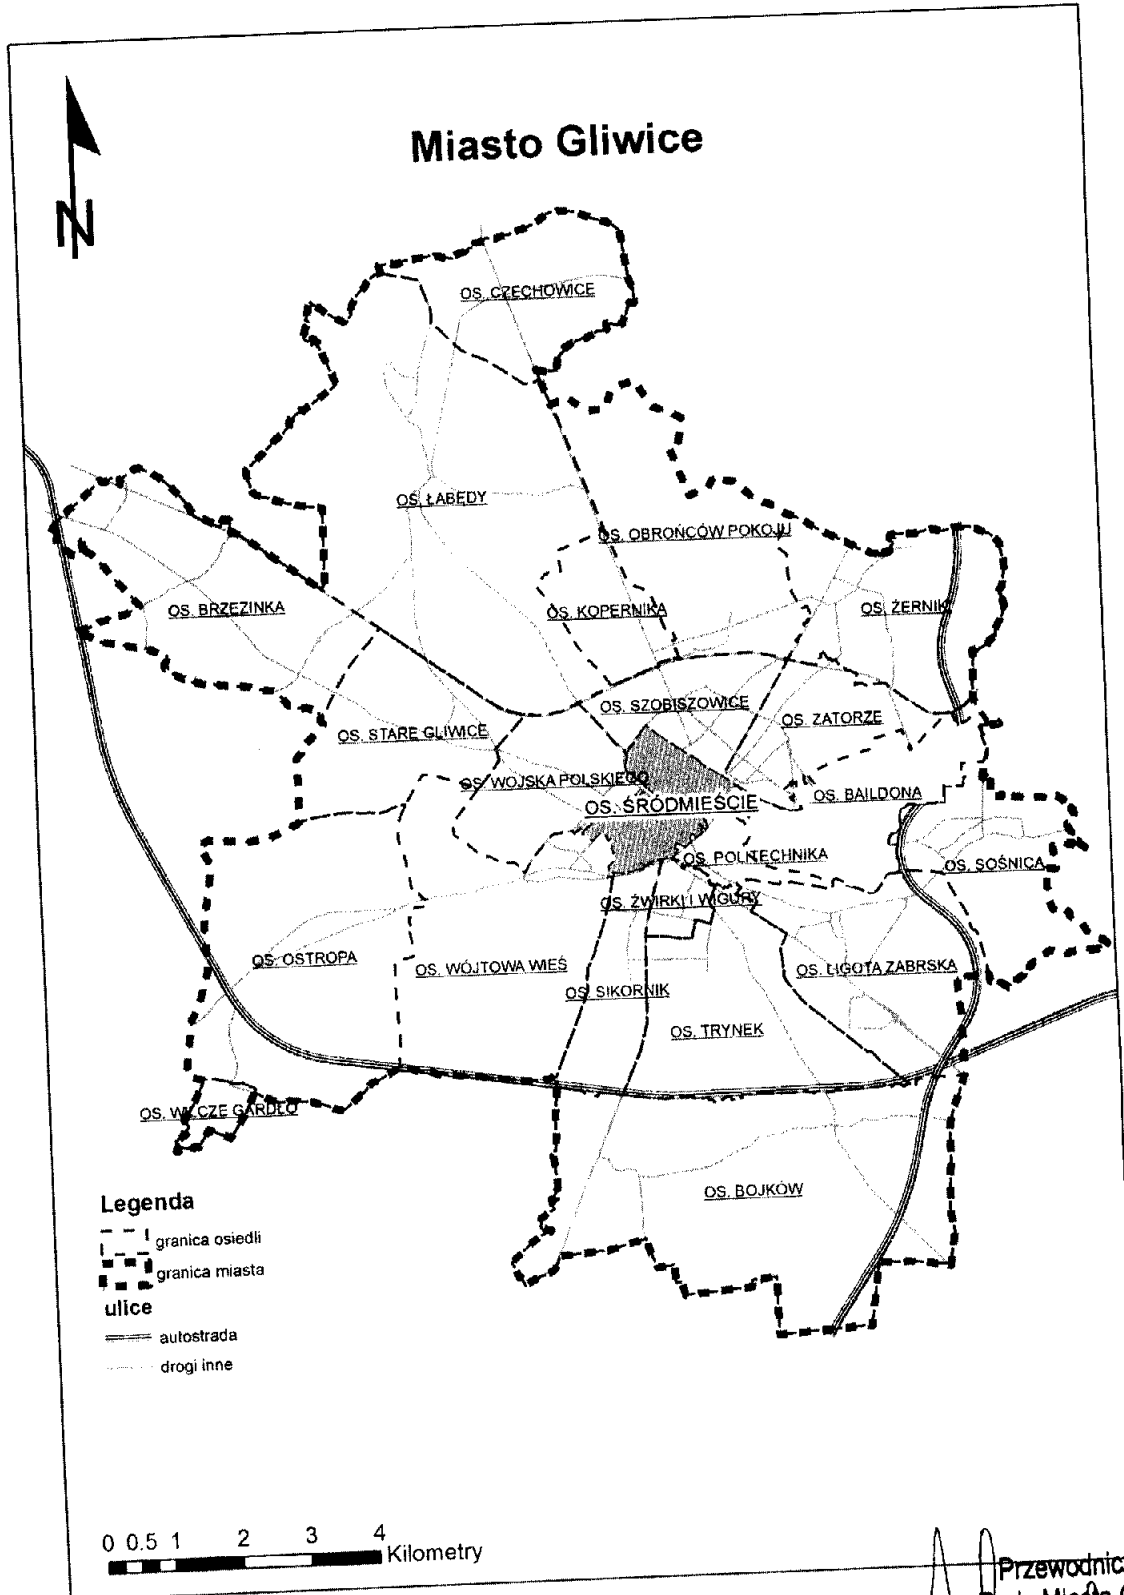 Miasto Gliwice
N
OS. CZECHOWICE
OS. ŁABĘDY
OS. OBROŃCÓW POKOJU
OS. BRZEZINKA
OS. KOPERNIKA
OS. ŻERNIKI
OS. SZOBISZOWICE
OS. ZATORZE
OS. STARE GLIWICE
OS. WOJSKA POLSKIEGO
OS. BAILDONA
OS. ŚRÓDMIEŚCIE
OS. POLITECHNIKA
OS. SOŚNICA
OS. ŻWIRKI I WIGURY
OS. OSTROPA
OS. WÓJTOWA WIEŚ
OS. LIGOTA ZABRSKA
OS. SIKORNIK
OS. TRYNEK
OS. WILCZE GARDŁO
OS. BOJKÓW
Legenda
granica osiedli
granica miasta
ulice
autostrada
drogi inne
0 0.5 1 2 3 4
Kilometry
Przewodnic